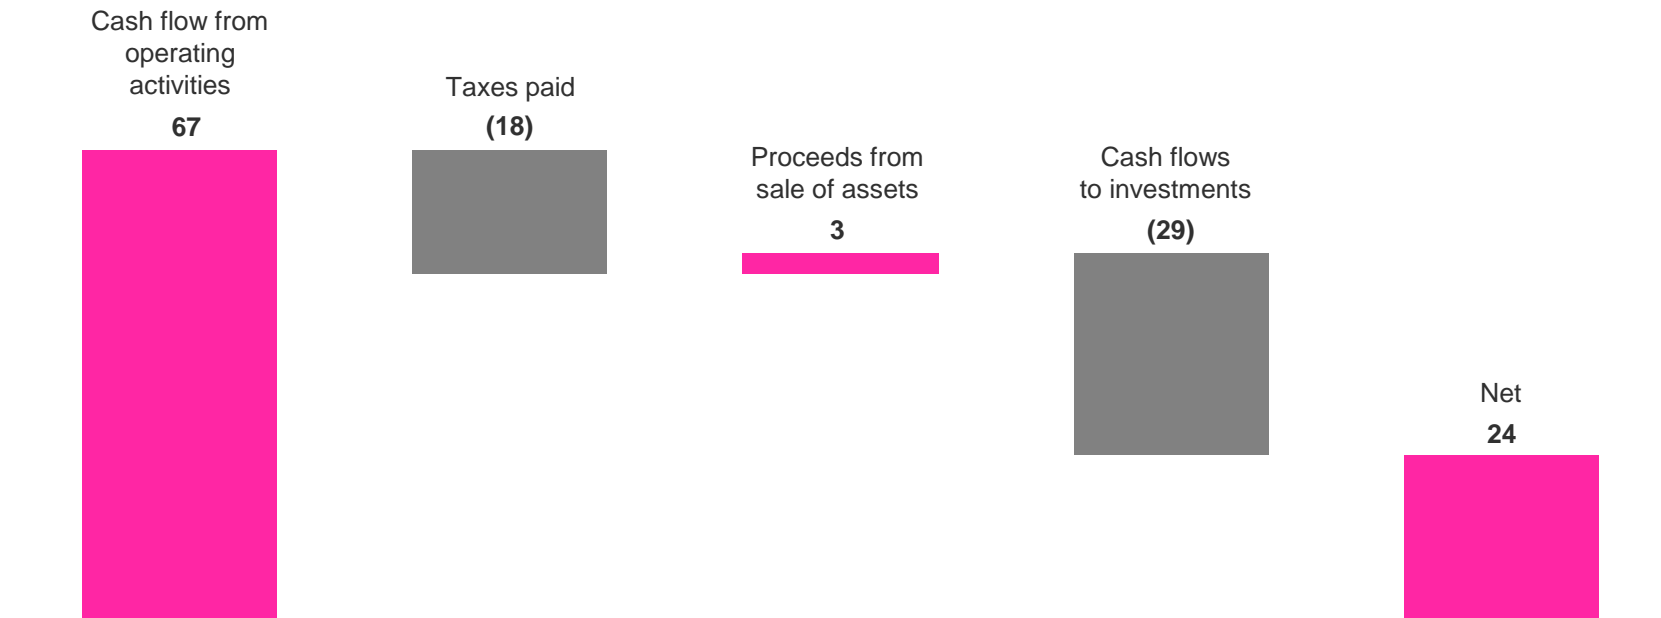 Cash flow from
operating
activities
67
Taxes paid
(18)
Proceeds from
sale of assets
3
Cash flows
to investments
(29)
Net
24